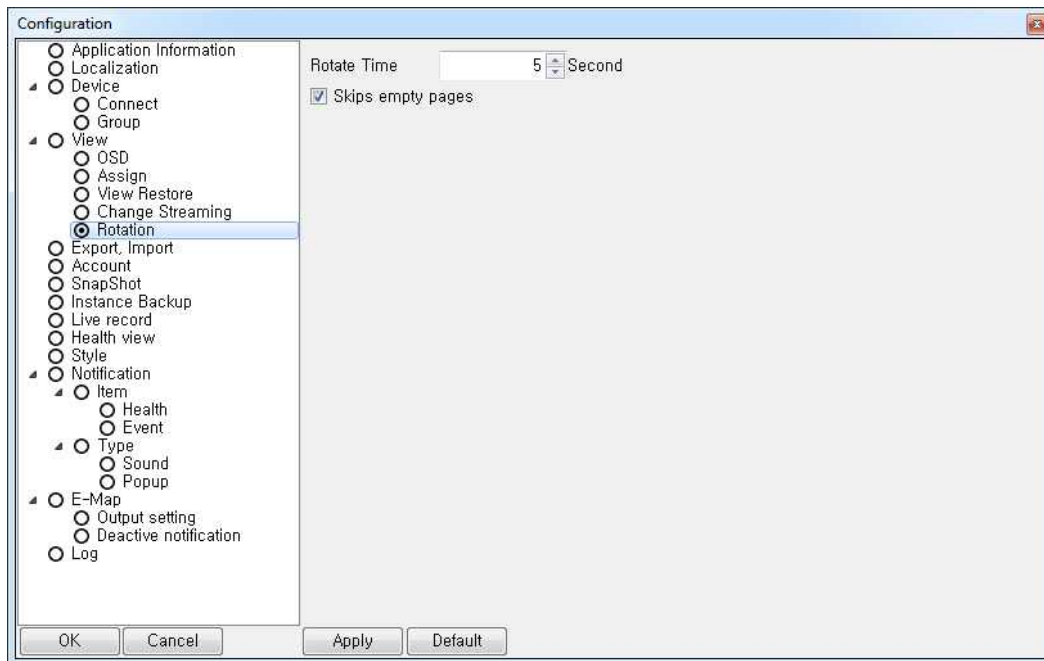 Configuration
Application Information
Localization
Device
Connect
Group
View
OSD
Assign
View Restore
Change Streaming
Rotation
Export, Import
Account
SnapShot
Instance Backup
Live record
Health view
Style
Notification
Item
Health
Event
Type
Sound
Popup
E-Map
Output setting
Deactive notification
Log
Rotate Time 5 Second
Skips empty pages
OK Cancel Apply Default